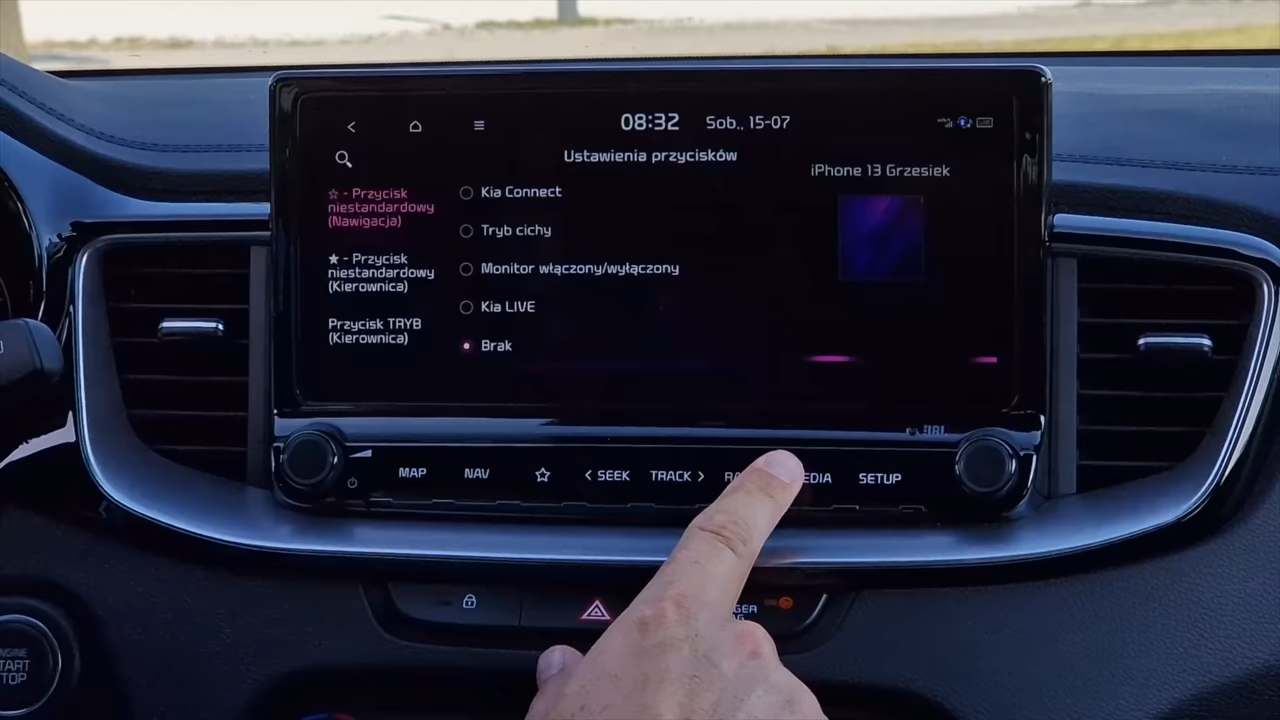 08:32 Sob., 15-07
Ustawienia przycisków
iPhone 13 Grzesiek
☆ - Przycisk
niestandardowy
(Nawigacja)
★ - Przycisk
niestandardowy
(Kierownica)
Przycisk TRYB
(Kierownica)
Kia Connect
Tryb cichy
Monitor włączony/wyłączony
Kia LIVE
Brak
JBL
MAP NAV ☆ < SEEK TRACK > SETUP
START